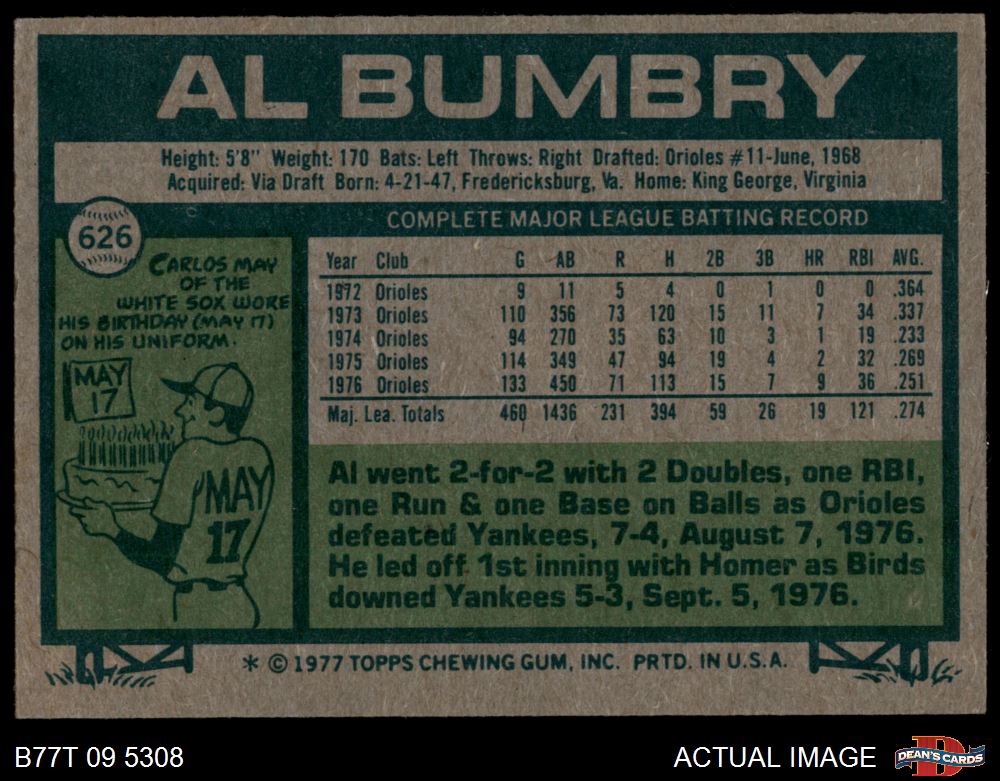 AL BUMBRY
Height: 5'8" Weight: 170 Bats: Left Throws: Right Drafted: Orioles #11-June, 1968
Acquired: Via Draft Born: 4-21-47, Fredericksburg, Va. Home: King George, Virginia
626
COMPLETE MAJOR LEAGUE BATTING RECORD
CARLOS MAY
OF THE
WHITE SOX WORE
HIS BIRTHDAY (MAY 17)
ON HIS UNIFORM.
MAY
17
MAY
17
Year Club G AB R H 2B 3B HR RBI AVG.
1972 Orioles 9 11 5 4 0 1 0 0 .364
1973 Orioles 110 356 73 120 15 11 7 34 .337
1974 Orioles 94 270 35 63 10 3 1 19 .233
1975 Orioles 114 349 47 94 19 4 2 32 .269
1976 Orioles 133 450 71 113 15 7 9 36 .251
Maj. Lea. Totals 460 1436 231 394 59 26 19 121 .274
Al went 2-for-2 with 2 Doubles, one RBI,
one Run & one Base on Balls as Orioles
defeated Yankees, 7-4, August 7, 1976.
He led off 1st inning with Homer as Birds
downed Yankees 5-3, Sept. 5, 1976.
* © 1977 TOPPS CHEWING GUM, INC. PRTD. IN U.S.A.
B77T 09 5308
ACTUAL IMAGE
D
DEAN'S CARDS